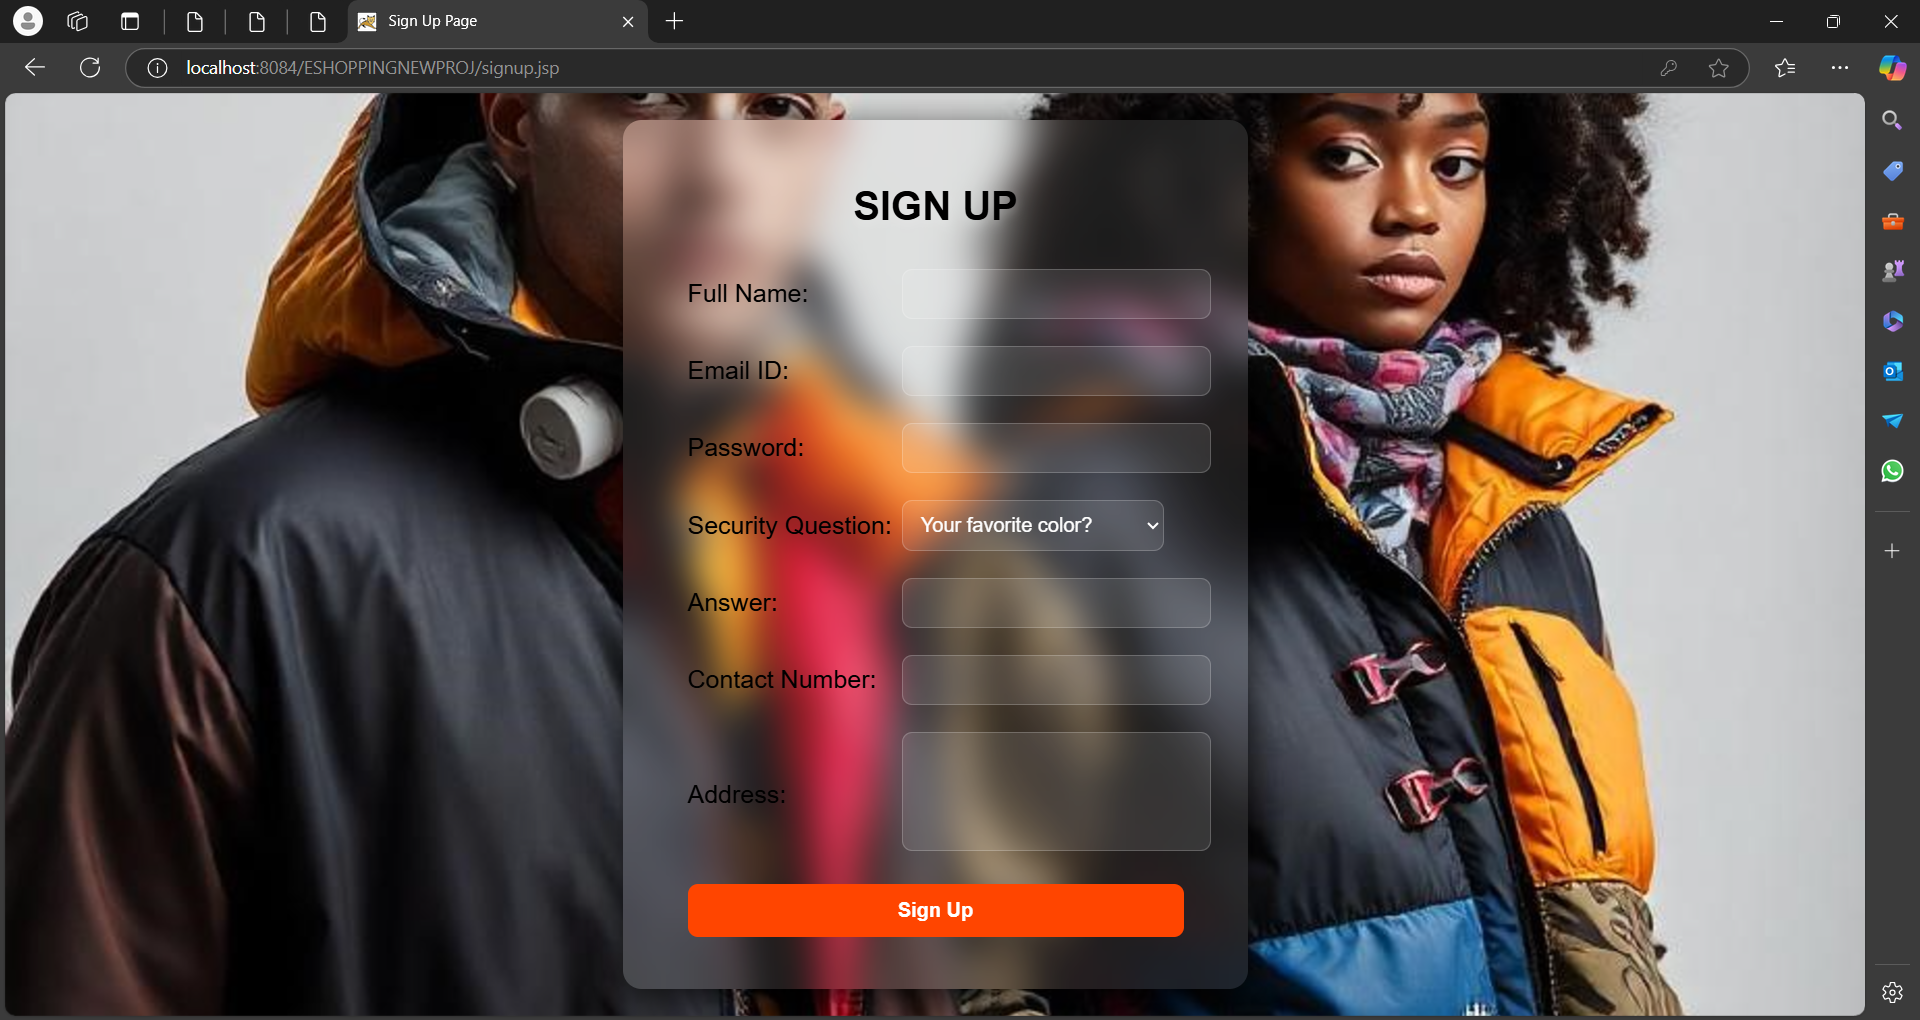 Sign Up Page
localhost:8084/ESHOPPINGNEWPROJ/signup.jsp
SIGN UP
Full Name:
Email ID:
Password:
Security Question: Your favorite color?
Answer:
Contact Number:
Address:
Sign Up